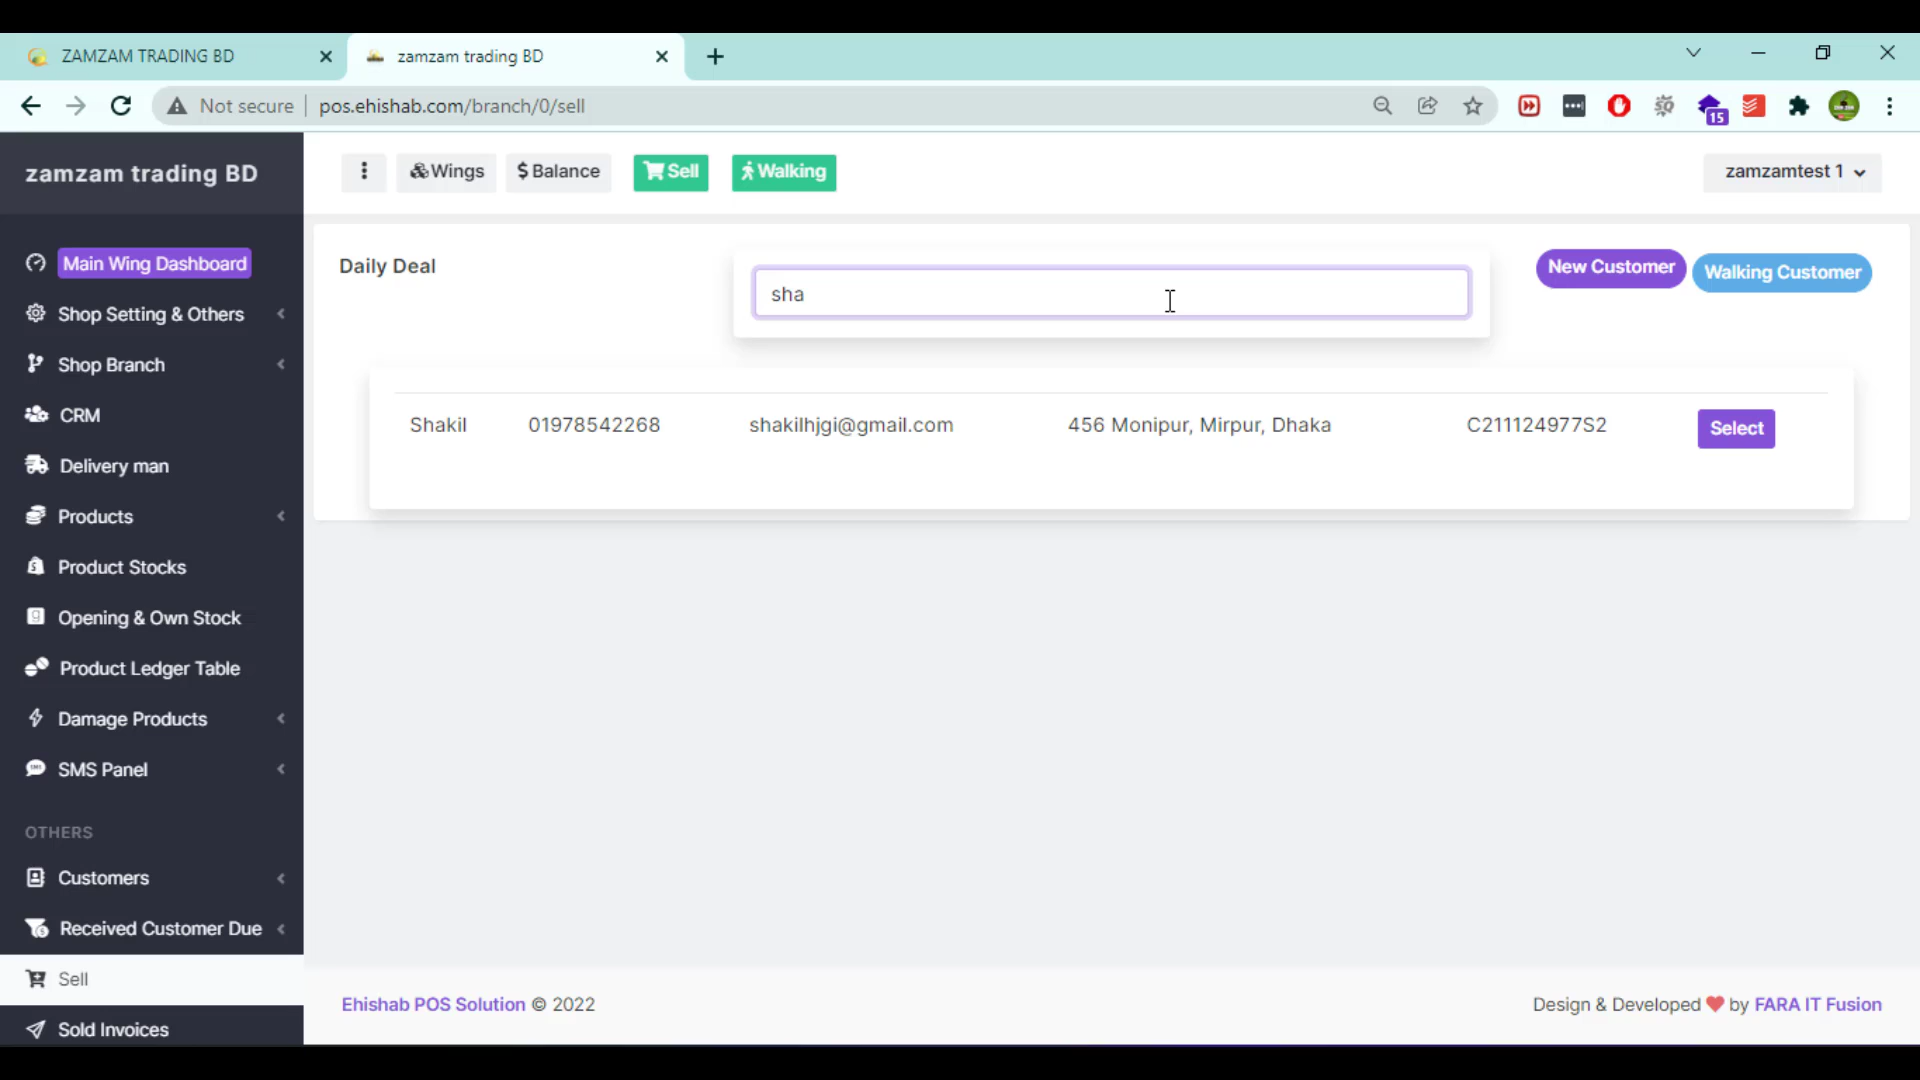 ZAMZAM TRADING BD
zamzam trading BD
Not secure
pos.ehishab.com/branch/0/sell
15
zamzam trading BD
Wings
$ Balance
Sell
Walking
zamzamtest 1
Main Wing Dashboard
Shop Setting & Others
Shop Branch
CRM
Delivery man
Products
Product Stocks
Opening & Own Stock
Product Ledger Table
Damage Products
SMS Panel
OTHERS
Customers
Received Customer Due
Sell
Sold Invoices
Daily Deal
sha
New Customer
Walking Customer
Shakil 01978542268 shakilhjgi@gmail.com 456 Monipur, Mirpur, Dhaka C211124977S2 Select
Ehishab POS Solution © 2022
Design & Developed ❤ by FARA IT Fusion